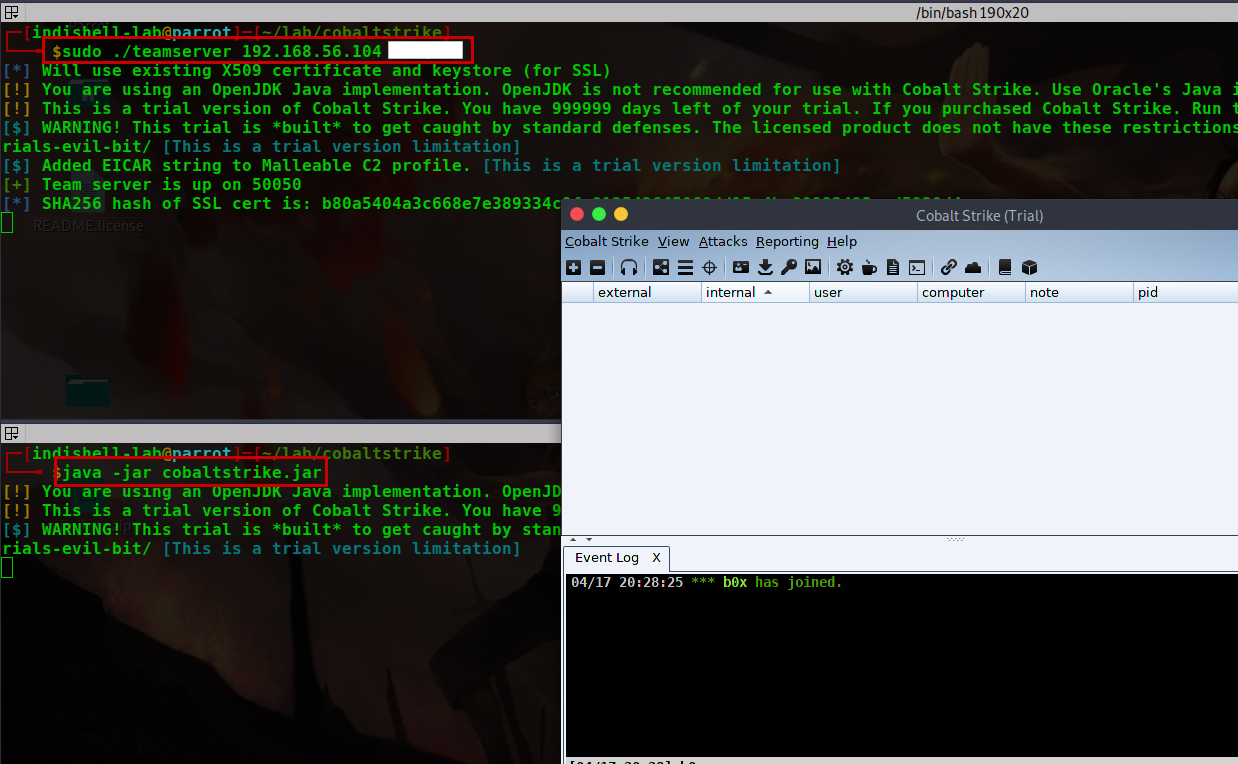 /bin/bash 190x20
[indishell-lab@parrot]─[~/lab/cobaltstrike]
$sudo ./teamserver 192.168.56.104
[*] Will use existing X509 certificate and keystore (for SSL)
[!] You are using an OpenJDK Java implementation. OpenJDK is not recommended for use with Cobalt Strike. Use Oracle's Java
[!] This is a trial version of Cobalt Strike. You have 999999 days left of your trial. If you purchased Cobalt Strike. Run
[$] WARNING! This trial is *built* to get caught by standard defenses. The licensed product does not have these restrictions
rials-evil-bit/ [This is a trial version limitation]
[$] Added EICAR string to Malleable C2 profile. [This is a trial version limitation]
[+] Team server is up on 50050
[*] SHA256 hash of SSL cert is:
README.license
Cobalt Strike (Trial)
Cobalt Strike View Attacks Reporting Help
external internal user computer note pid
[indishell-lab@parrot]─[~/lab/cobaltstrike]
$java -jar cobaltstrike.jar
[!] You are using an OpenJDK Java implementation. OpenJD
[!] This is a trial version of Cobalt Strike. You have 9
[$] WARNING! This trial is *built* to get caught by stan
rials-evil-bit/ [This is a trial version limitation]
Event Log X
04/17 20:28:25 *** b0x has joined.